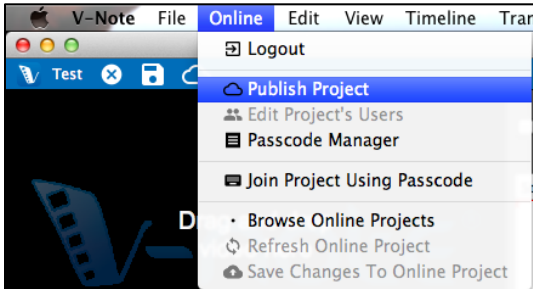 V-Note File Online Edit View Timeline Tran
Logout
Test
Publish Project
Edit Project's Users
Passcode Manager
Join Project Using Passcode
Browse Online Projects
Refresh Online Project
Save Changes To Online Project